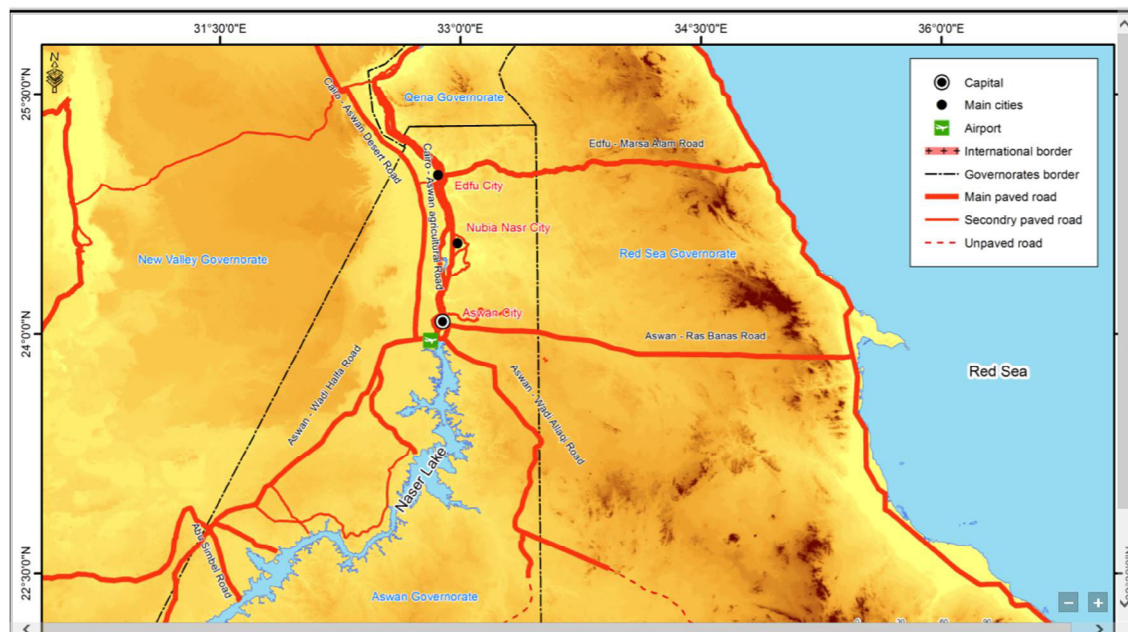 31°30'0"E
33°0'0"E
34°30'0"E
36°0'0"E
N
25°30'0"N
24°0'0"N
22°30'0"N
Capital
Main cities
Airport
International border
Governorates border
Main paved road
Secondry paved road
Unpaved road
Qena Governorate
Cairo - Aswan Desert Road
Cairo - Aswan agricultural Road
Edfu - Marsa Alam Road
Edfu City
Nubia Nasr City
New Valley Governorate
Red Sea Governorate
Aswan City
Aswan - Ras Banas Road
Red Sea
Aswan - Wadi Halfa Road
Aswan - Wadi Allaqi Road
Naser Lake
Abu Simbel Road
Aswan Governorate